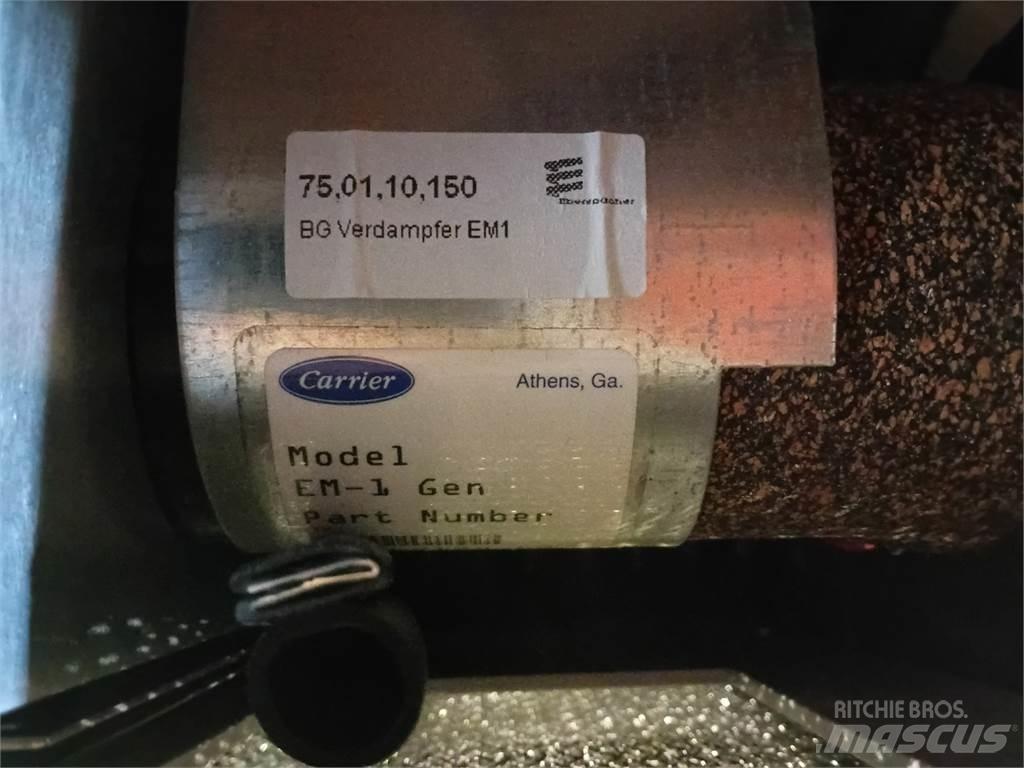 75,01,10,150
Eberspächer
BG Verdampfer EM1
Carrier
Athens, Ga.
Model
EM-1 Gen
Part Number
RITCHIE BROS.
MASCUS